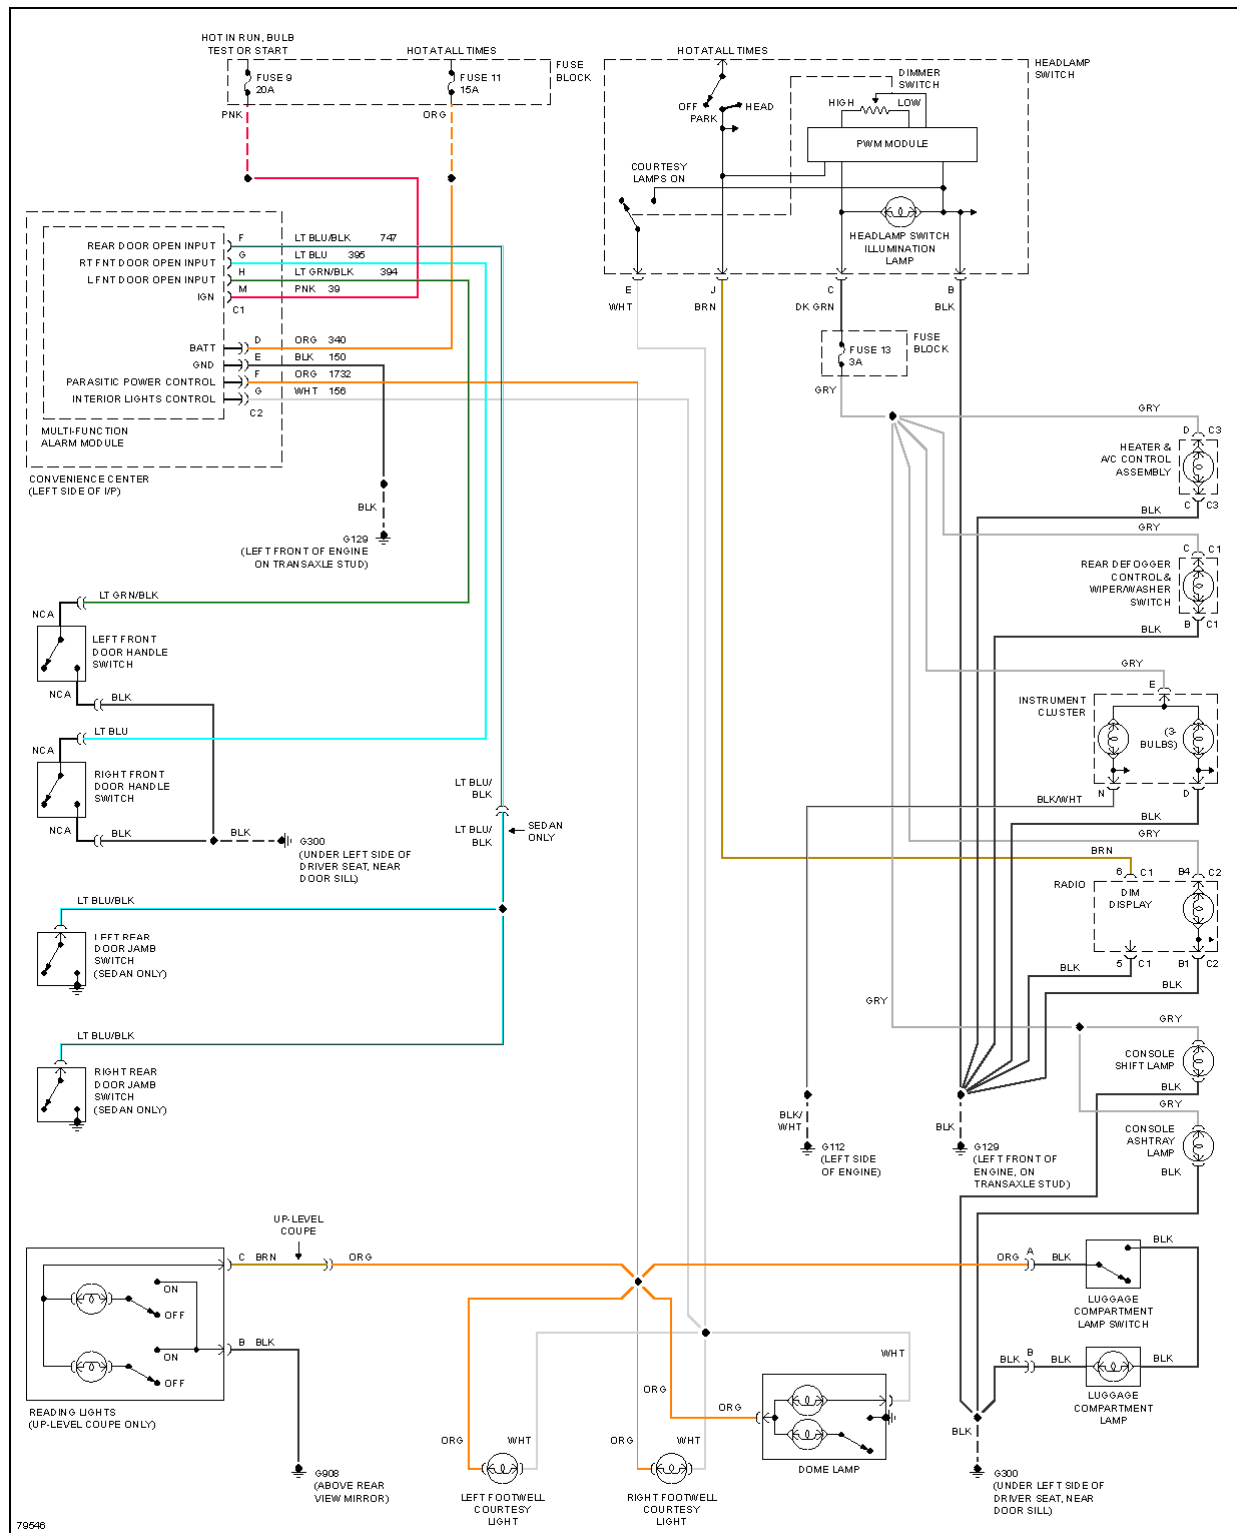 HOT IN RUN, BULB
TEST OR START
HOT AT ALL TIMES
FUSE 9
20A
FUSE 11
15A
FUSE
BLOCK
PNK
ORG
HOT AT ALL TIMES
HEADLAMP
SWITCH
DIMMER
SWITCH
HIGH
LOW
OFF
HEAD
PARK
PWM MODULE
COURTESY
LAMPS ON
HEADLAMP SWITCH
ILLUMINATION
LAMP
E
J
C
B
WHT
BRN
DK GRN
BLK
REAR DOOR OPEN INPUT
F
LT BLU/BLK
747
RT FNT DOOR OPEN INPUT
G
LT BLU
395
L FNT DOOR OPEN INPUT
H
LT GRN/BLK
394
IGN
M
PNK
39
C1
BATT
D
ORG
340
GND
E
BLK
150
PARASITIC POWER CONTROL
F
ORG
1732
INTERIOR LIGHTS CONTROL
G
WHT
156
C2
MULTI-FUNCTION
ALARM MODULE
CONVENIENCE CENTER
(LEFT SIDE OF I/P)
BLK
G129
(LEFT FRONT OF ENGINE
ON TRANSAXLE STUD)
FUSE 13
3A
FUSE
BLOCK
GRY
GRY
D
C3
HEATER &
A/C CONTROL
ASSEMBLY
BLK
C
C3
GRY
C
C1
REAR DEFOGGER
CONTROL &
WIPER/WASHER
SWITCH
BLK
B
C1
GRY
E
INSTRUMENT
CLUSTER
(3-
BULBS)
BLK/WHT
N
D
BLK
GRY
BRN
6
C1
B4
C2
RADIO
DIM
DISPLAY
5
C1
B1
C2
BLK
BLK
GRY
GRY
CONSOLE
SHIFT LAMP
BLK
GRY
CONSOLE
ASHTRAY
LAMP
BLK
LT GRN/BLK
NCA
LEFT FRONT
DOOR HANDLE
SWITCH
NCA
BLK
LT BLU
NCA
RIGHT FRONT
DOOR HANDLE
SWITCH
NCA
BLK
BLK
G300
(UNDER LEFT SIDE OF
DRIVER SEAT, NEAR
DOOR SILL)
LT BLU/
BLK
LT BLU/
BLK
SEDAN
ONLY
LT BLU/BLK
LEFT REAR
DOOR JAMB
SWITCH
(SEDAN ONLY)
LT BLU/BLK
RIGHT REAR
DOOR JAMB
SWITCH
(SEDAN ONLY)
BLK/
WHT
G112
(LEFT SIDE
OF ENGINE)
BLK
G129
(LEFT FRONT OF
ENGINE, ON
TRANSAXLE STUD)
UP-LEVEL
COUPE
C
BRN
ORG
ON
OFF
B
BLK
ON
OFF
READING LIGHTS
(UP-LEVEL COUPE ONLY)
G908
(ABOVE REAR
VIEW MIRROR)
ORG
A
BLK
BLK
LUGGAGE
COMPARTMENT
LAMP SWITCH
BLK
B
BLK
BLK
LUGGAGE
COMPARTMENT
LAMP
WHT
ORG
ORG
DOME LAMP
ORG
WHT
LEFT FOOTWELL
COURTESY
LIGHT
ORG
WHT
RIGHT FOOTWELL
COURTESY
LIGHT
BLK
G300
(UNDER LEFT SIDE OF
DRIVER SEAT, NEAR
DOOR SILL)
79546